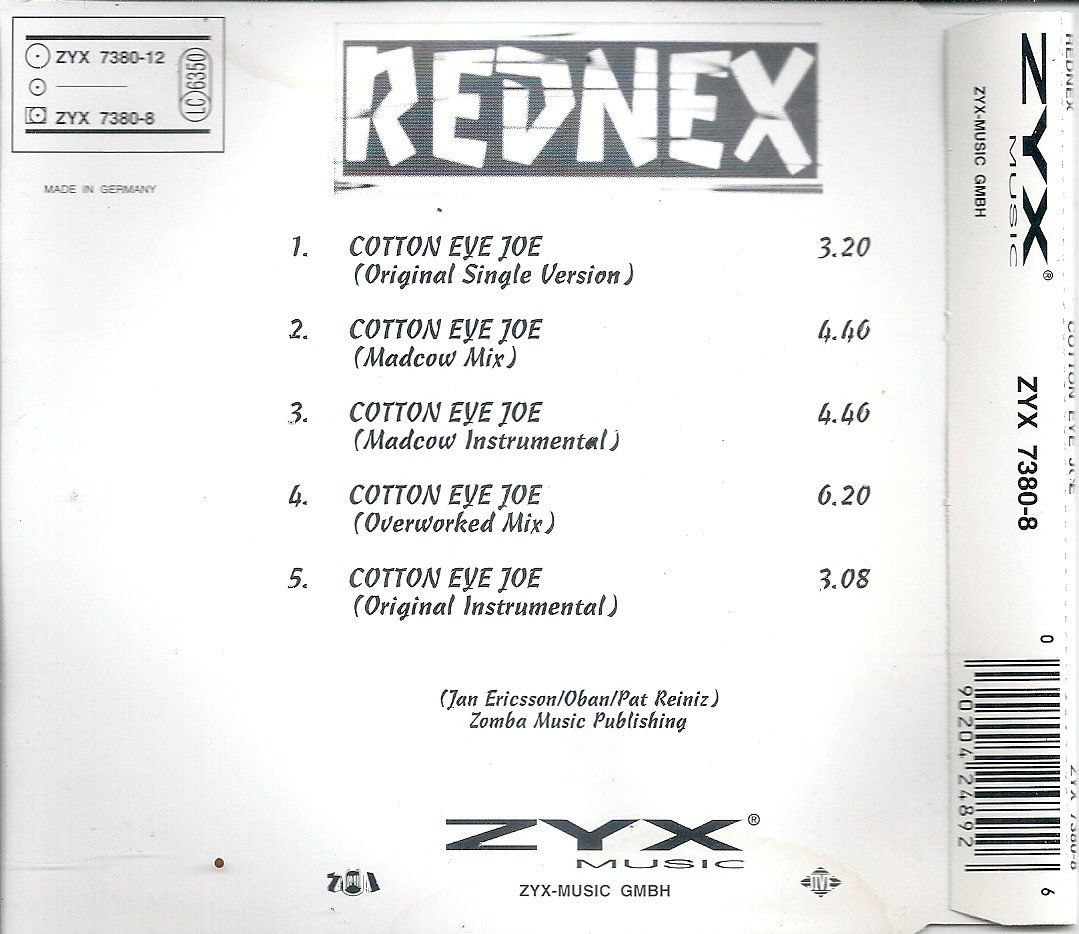 ZYX 7380-12
ZYX 7380-8
LC 6350
MADE IN GERMANY
REDNEX
1. COTTON EYE JOE 3.20
(Original Single Version)
2. COTTON EYE JOE 4.46
(Madcow Mix)
3. COTTON EYE JOE 4.46
(Madcow Instrumental)
4. COTTON EYE JOE 6.20
(Overworked Mix)
5. COTTON EYE JOE 3.08
(Original Instrumental)
(Jan Ericsson/Oban/Pat Reiniz)
Zomba Music Publishing
ZYX®
MUSIC
ZYX-MUSIC GMBH
JIVE
ZYX®
MUSIC
ZYX-MUSIC GMBH
ZYX 7380-8
0 90204 24892 6
REDNEX
COTTON EYE JOE
ZYX 7380-8